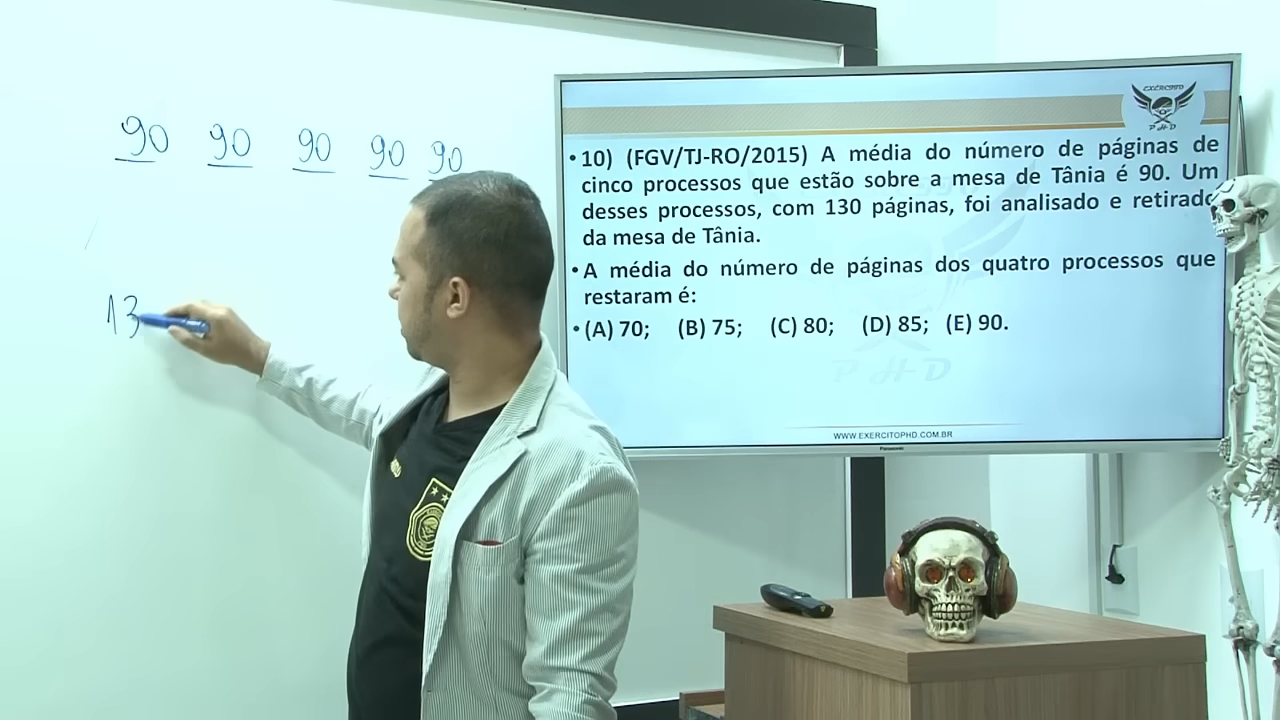 90 90 90 90 90
13
EXÉRCITO
PHD
• 10) (FGV/TJ-RO/2015) A média do número de páginas de
cinco processos que estão sobre a mesa de Tânia é 90. Um
desses processos, com 130 páginas, foi analisado e retirado
da mesa de Tânia.
• A média do número de páginas dos quatro processos que
restaram é:
• (A) 70; (B) 75; (C) 80; (D) 85; (E) 90.
PHD
WWW.EXERCITOPHD.COM.BR
Panasonic